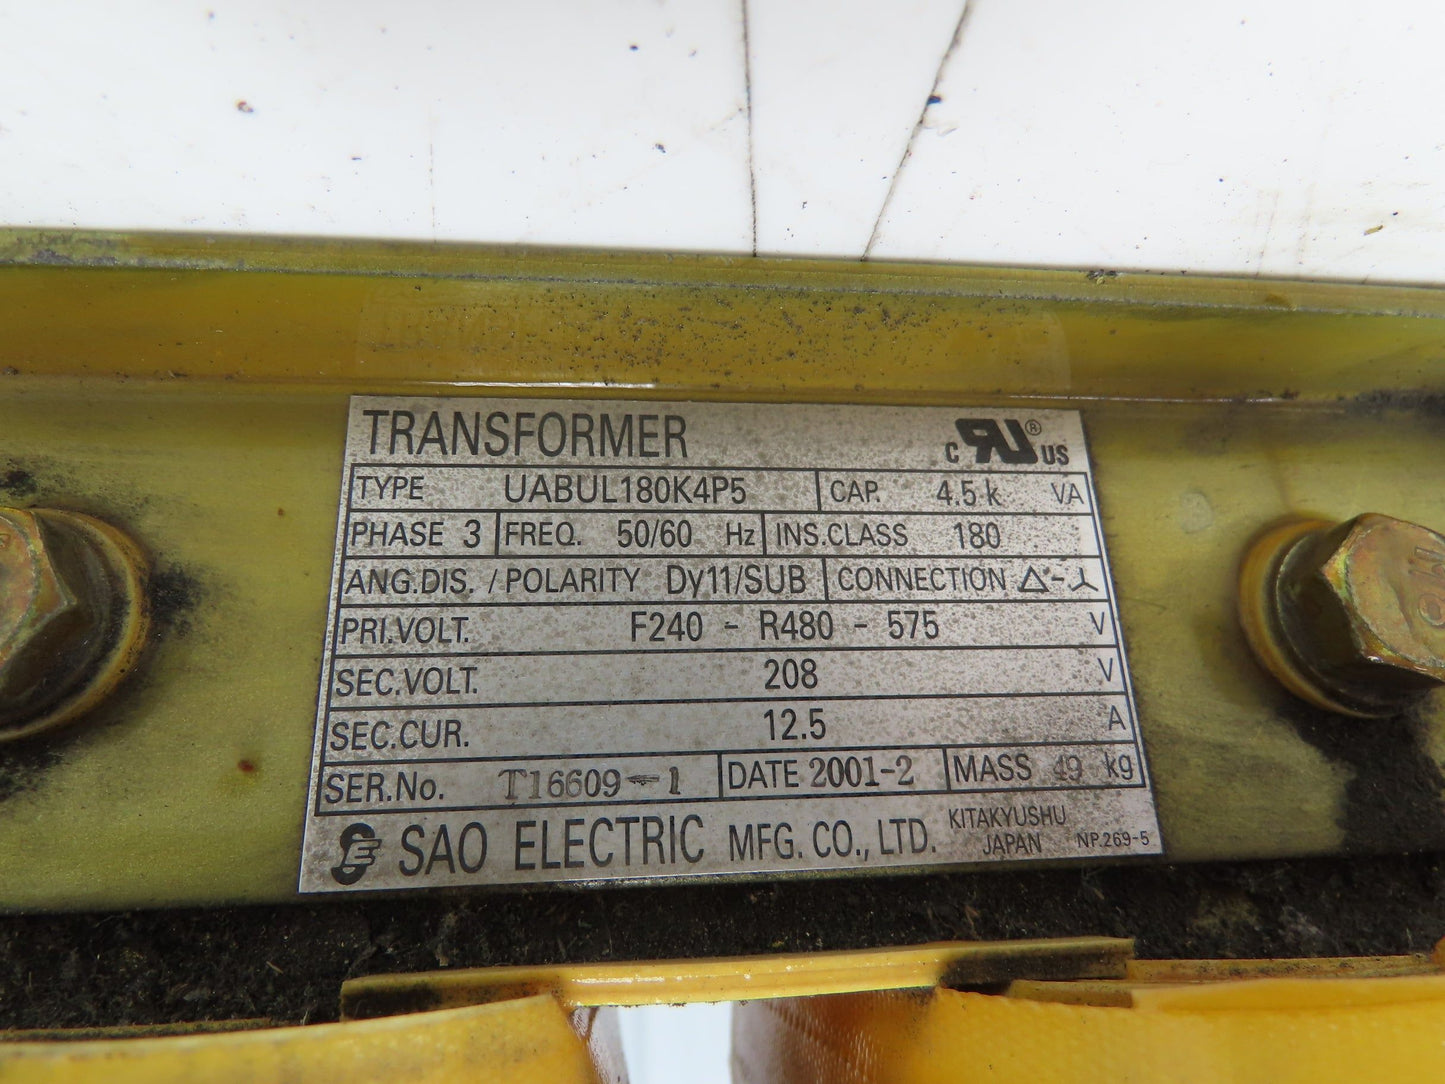 TRANSFORMER c RU ® US
TYPE UABUL180K4P5 CAP. 4.5 k VA
PHASE 3 FREQ. 50/60 Hz INS.CLASS 180
ANG.DIS. / POLARITY Dy11/SUB CONNECTION △-⅄
PRI.VOLT. F240 - R480 - 575 V
SEC.VOLT. 208 V
SEC.CUR. 12.5 A
SER.No. T16609-1 DATE 2001-2 MASS 49 kg
SAO ELECTRIC MFG. CO., LTD. KITAKYUSHU
JAPAN NP.269-5